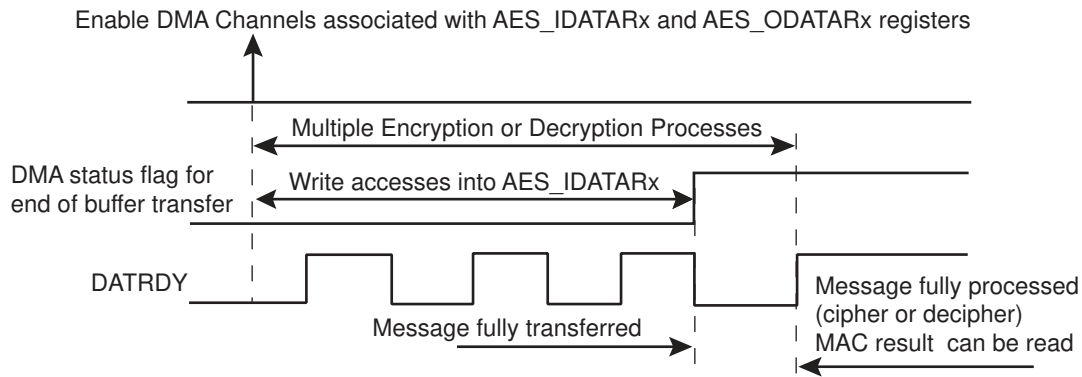 Enable DMA Channels associated with AES_IDATARx and AES_ODATARx registers
Multiple Encryption or Decryption Processes
DMA status flag for
end of buffer transfer
Write accesses into AES_IDATARx
DATRDY
Message fully transferred
Message fully processed
(cipher or decipher)
MAC result can be read